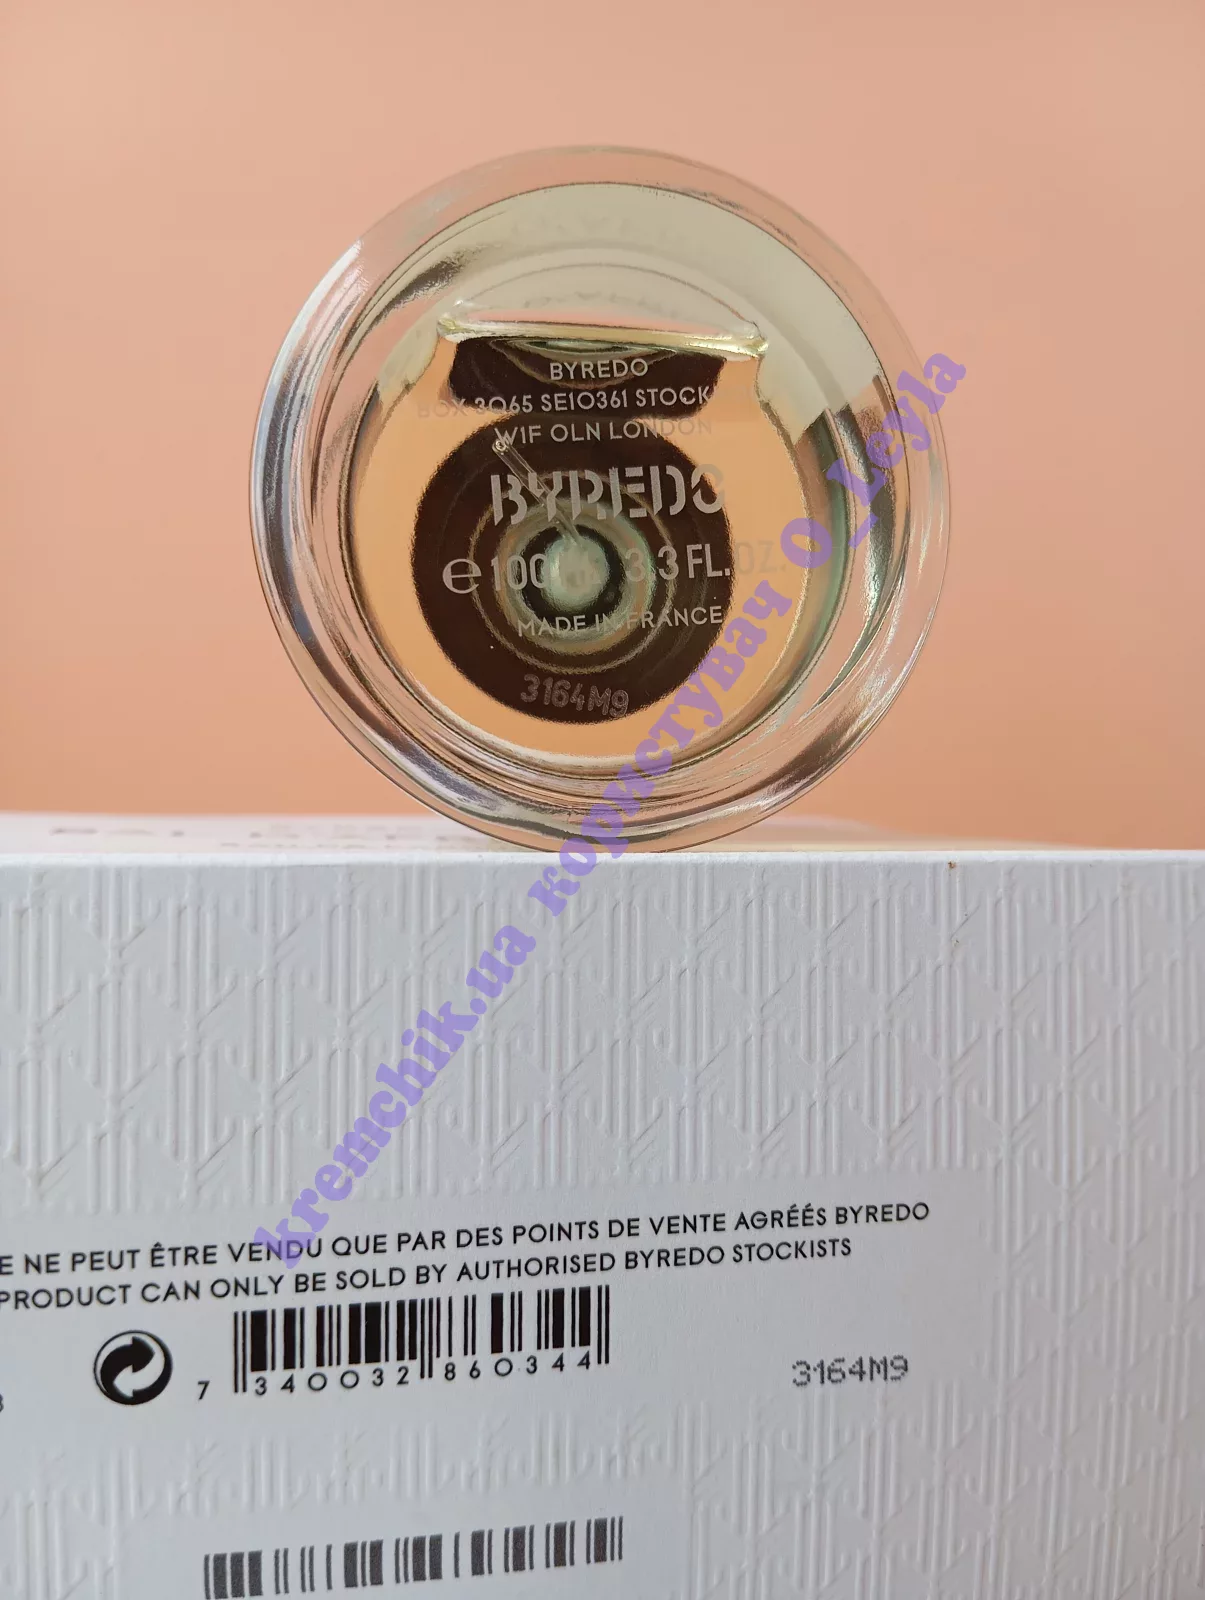 BYREDO
BOX 3065 SE10361 STOCK
W1F OLN LONDON
BYREDO
e 100 3.3 FL. OZ.
MADE IN FRANCE
3164M9
kremchik.ua користувач O_Leyla
E NE PEUT ÊTRE VENDU QUE PAR DES POINTS DE VENTE AGRÉÉS BYREDO
PRODUCT CAN ONLY BE SOLD BY AUTHORISED BYREDO STOCKISTS
7 340032 860344
3164M9